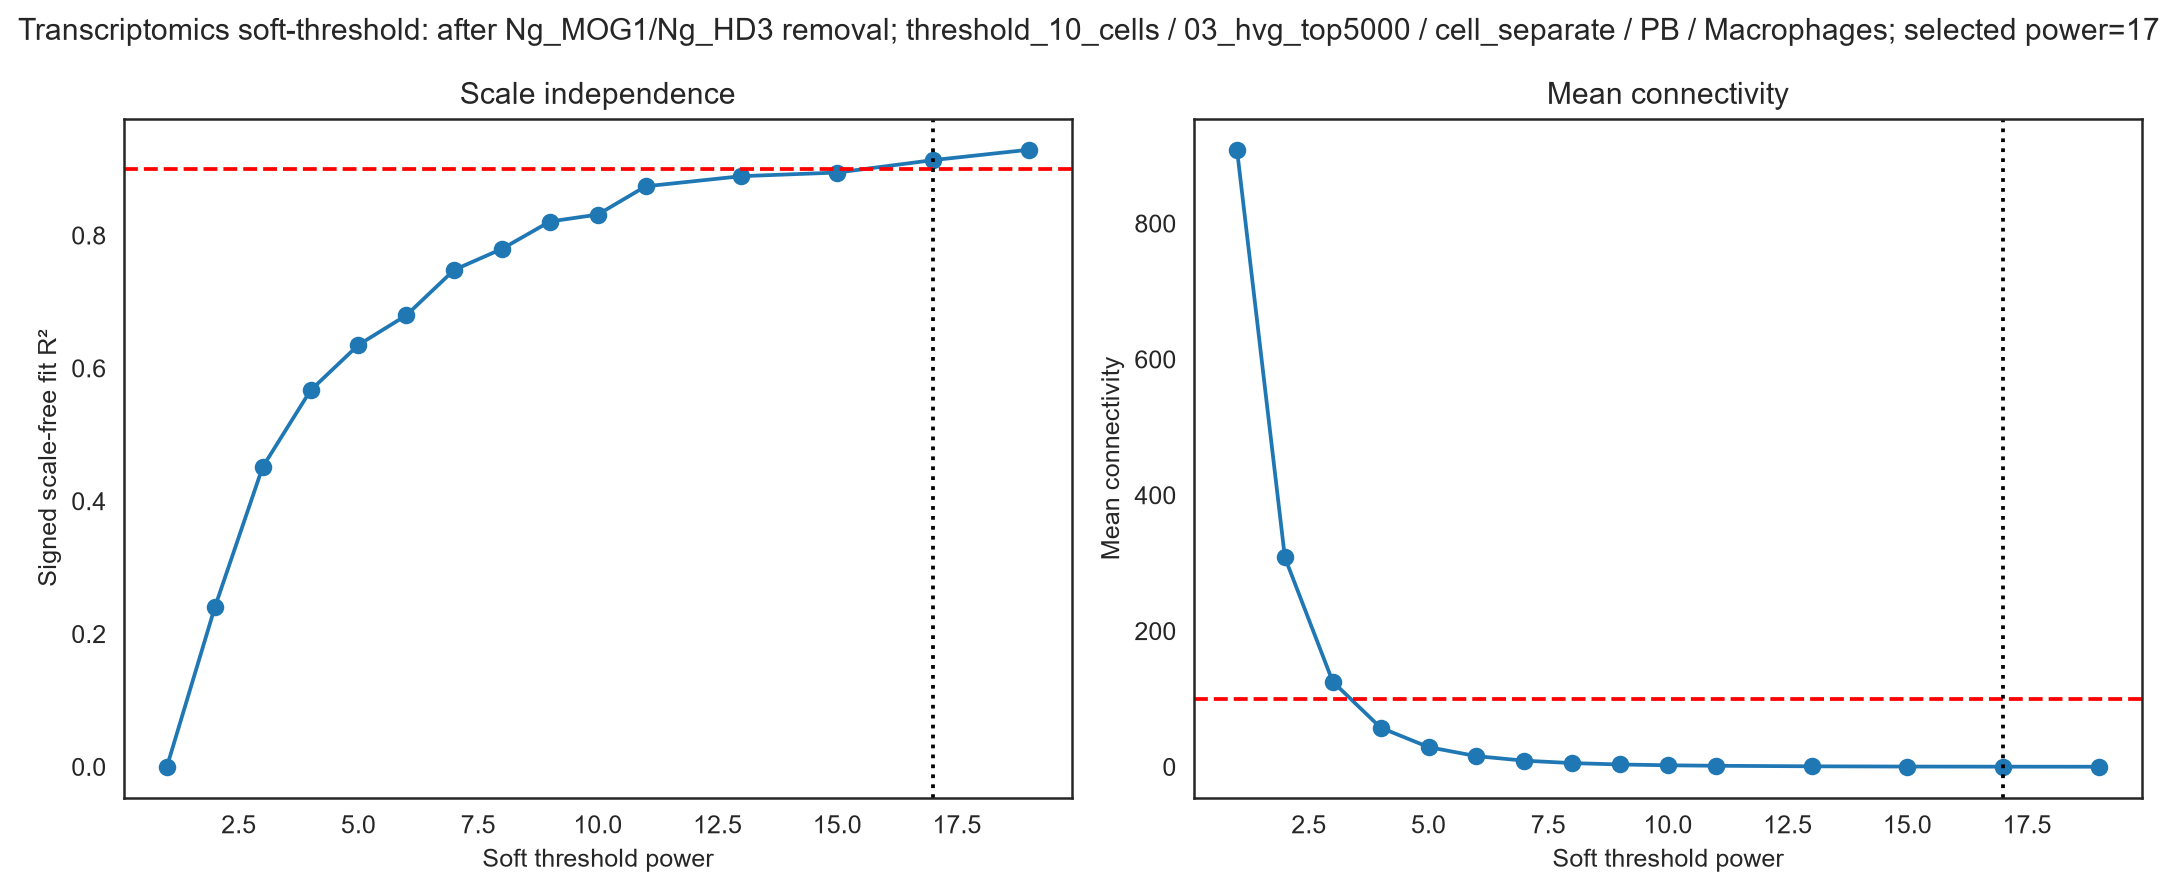 Transcriptomics soft-threshold: after Ng_MOG1/Ng_HD3 removal; threshold_10_cells / 03_hvg_top5000 / cell_separate / PB / Macrophages; selected power=17
Scale independence
Signed scale-free fit R²
0.8
0.6
0.4
0.2
0.0
2.5 5.0 7.5 10.0 12.5 15.0 17.5
Soft threshold power
Mean connectivity
Mean connectivity
800
600
400
200
0
2.5 5.0 7.5 10.0 12.5 15.0 17.5
Soft threshold power